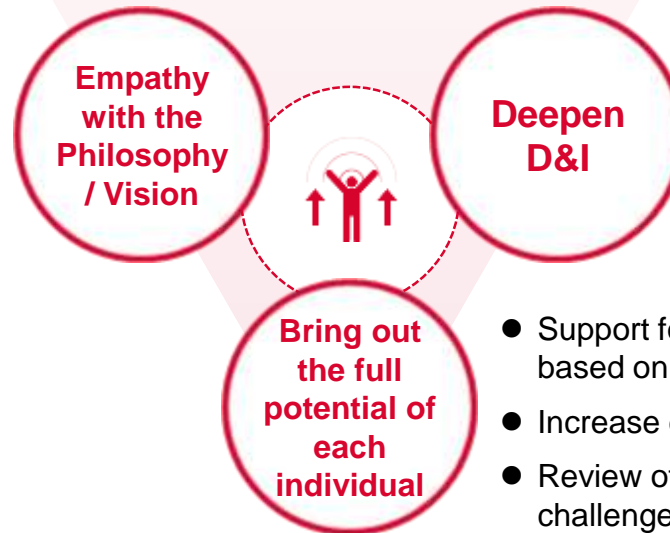 Empathy
with the
Philosophy
/ Vision
Deepen
D&I
Bring out
the full
potential of
each
individual
● Support
based on
● Increase
● Review
challenge